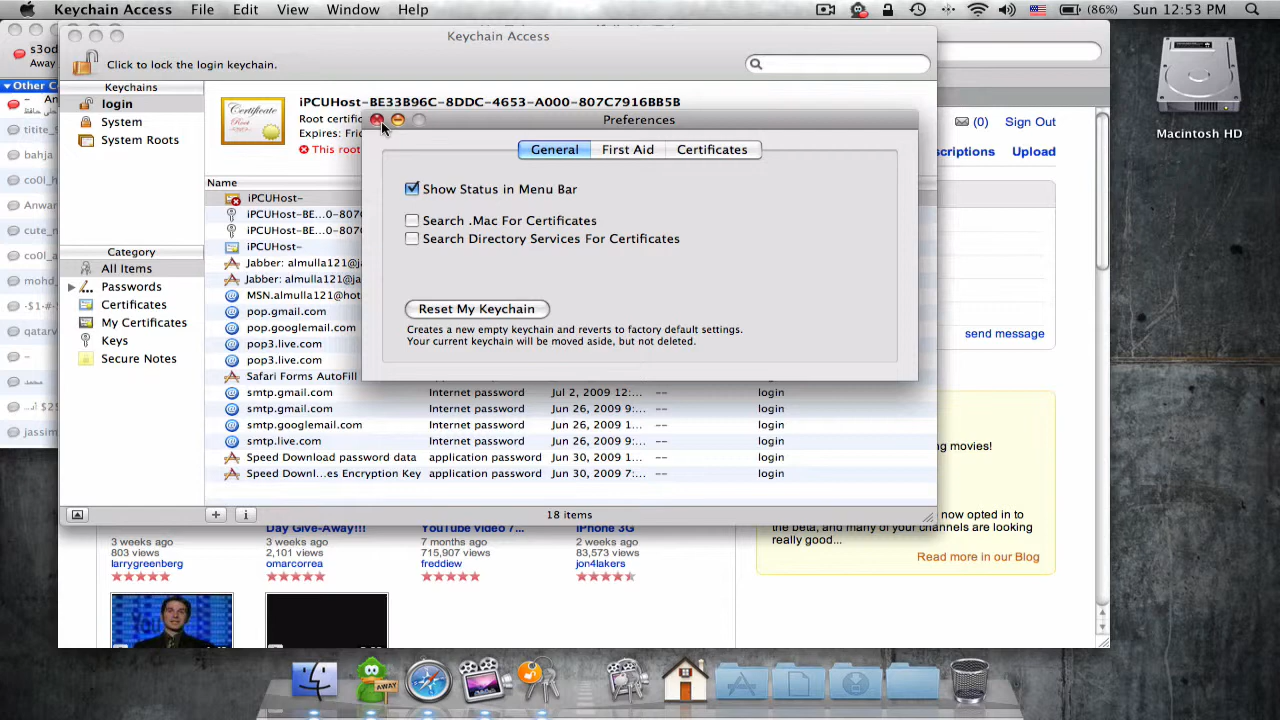 Keychain Access File Edit View Window Help (86%) Sun 12:53 PM
Keychain Access
s3od
Away
Click to lock the login keychain.
Other C
Keychains
login
System
System Roots
iPCUHost-BE33B96C-8DDC-4653-A000-807C7916BB5B
Root certific
Expires: Fric
This root
Preferences
General First Aid Certificates
Show Status in Menu Bar
Search .Mac For Certificates
Search Directory Services For Certificates
Reset My Keychain
Creates a new empty keychain and reverts to factory default settings.
Your current keychain will be moved aside, but not deleted.
(0) Sign Out
scriptions Upload
Macintosh HD
titite_9
bahja
co0l_a
Anwar
cute_n
co0l_a
mohd_
-$1-#-
qatarv
jassim
Category
All Items
Passwords
Certificates
My Certificates
Keys
Secure Notes
Name
iPCUHost-
iPCUHost-BE...0-807C
iPCUHost-BE...0-807C
iPCUHost-
Jabber: almulla121@ja
Jabber: almulla121@ja
MSN.almulla121@hot
pop.gmail.com
pop.googlemail.com
pop3.live.com
pop3.live.com
Safari Forms AutoFill
smtp.gmail.com Internet password Jul 2, 2009 12:... -- login
smtp.gmail.com Internet password Jun 26, 2009 9:... -- login
smtp.googlemail.com Internet password Jun 26, 2009 1... -- login
smtp.live.com Internet password Jun 26, 2009 9:... -- login
Speed Download password data application password Jun 30, 2009 1... -- login
Speed Downl...es Encryption Key application password Jun 30, 2009 7:... -- login
18 items
send message
ng movies!
now opted in to
the beta, and many of your channels are looking
really good...
Read more in our Blog
Day Give-Away!!!
3 weeks ago
803 views
larrygreenberg
3 weeks ago
2,101 views
omarcorrea
YouTube Video 7...
7 months ago
715,907 views
freddiew
iPhone 3G
2 weeks ago
83,573 views
jon4lakers
AWAY